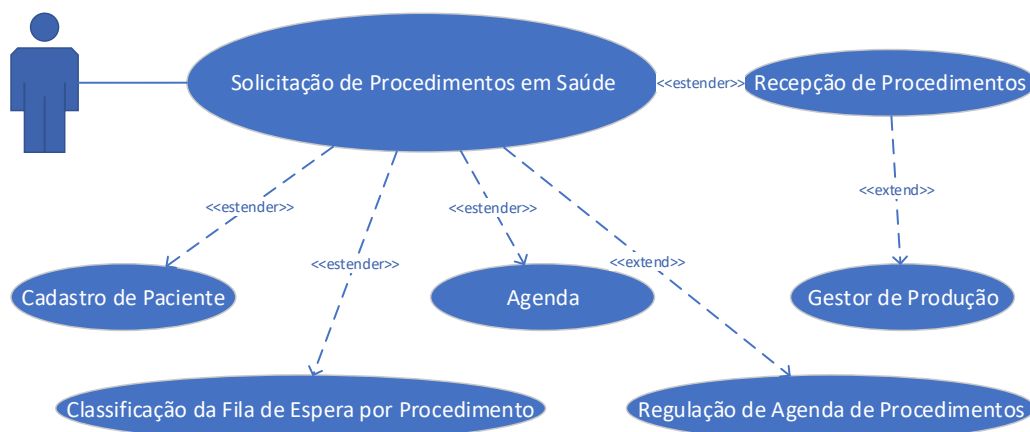 Solicitação de Procedimentos em Saúde
<<estender>>
Recepção de Procedimentos
<<estender>>
<<estender>>
<<extend>>
<<estender>>
<<extend>>
Cadastro de Paciente
Agenda
Gestor de Produção
Classificação da Fila de Espera por Procedimento
Regulação de Agenda de Procedimentos